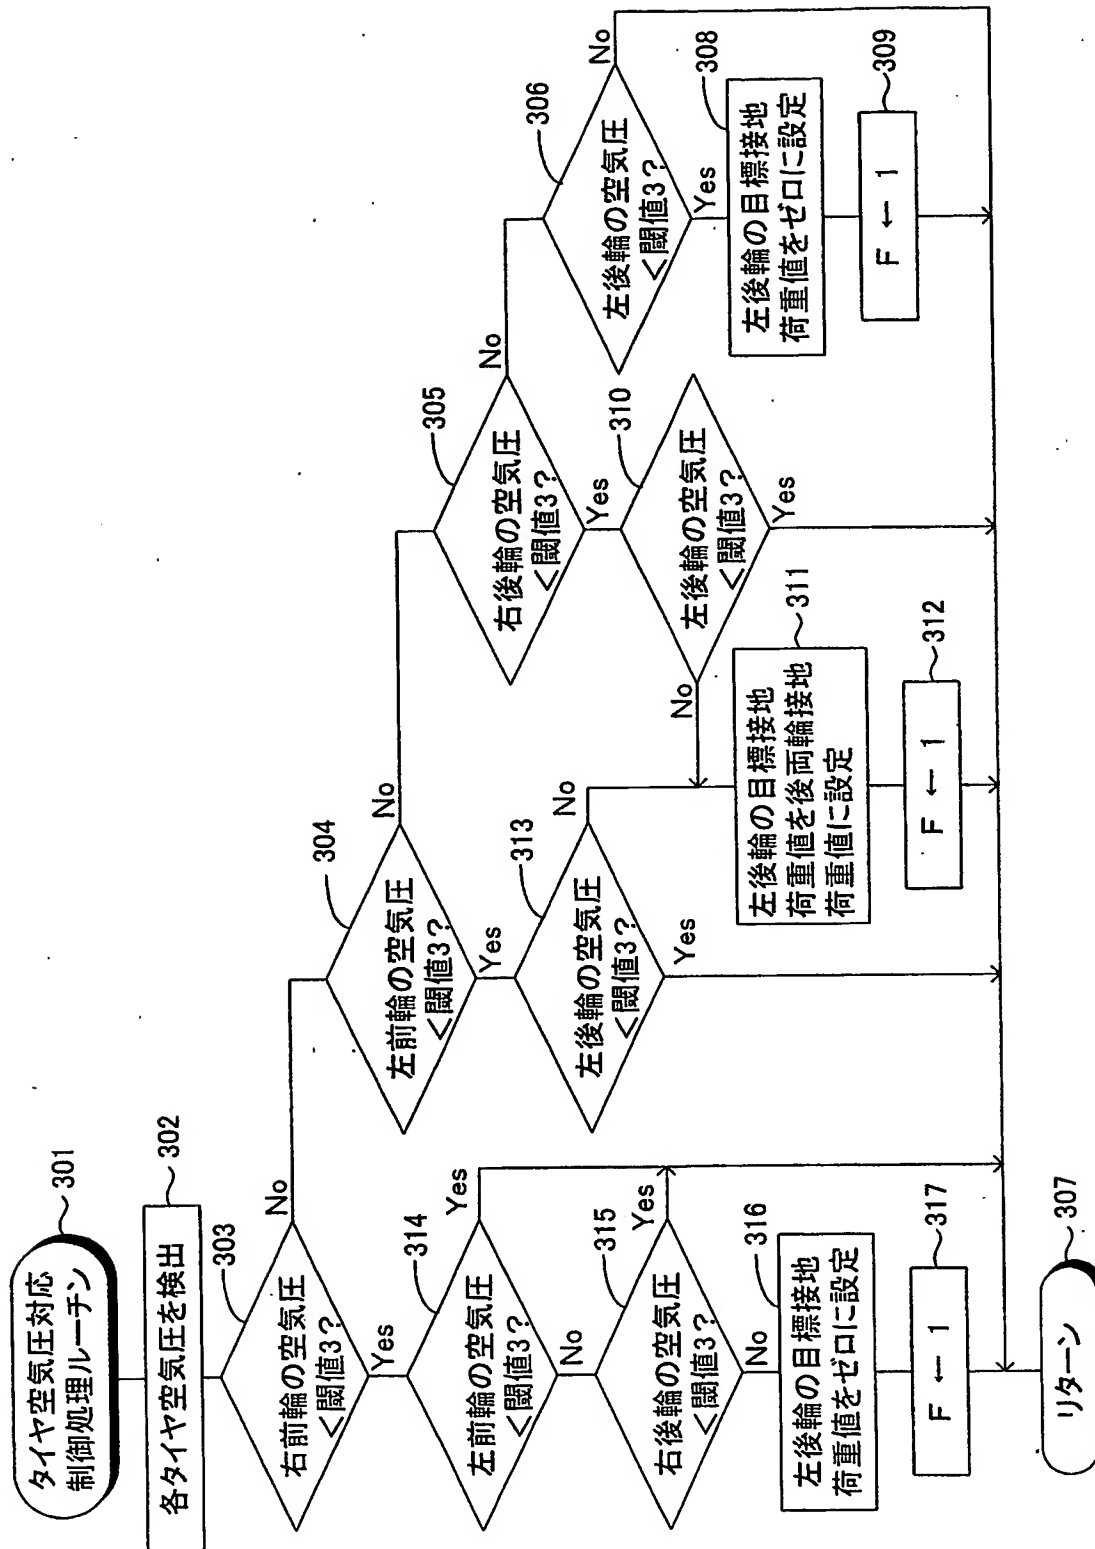 タイヤ空気圧対応
制御処理ルーチン
301
各タイヤ空気圧を検出
302
右前輪の空気圧
<閾値3?
303
No
Yes
左前輪の空気圧
<閾値3?
304
No
Yes
右後輪の空気圧
<閾値3?
305
No
Yes
左後輪の空気圧
<閾値3?
306
No
Yes
左後輪の目標接地
荷重値をゼロに設定
308
F ← 1
309
左後輪の空気圧
<閾値3?
310
No
Yes
左後輪の目標接地
荷重値を後両輪接地
荷重値に設定
311
F ← 1
312
左後輪の空気圧
<閾値3?
313
No
Yes
左前輪の空気圧
<閾値3?
314
Yes
No
右後輪の空気圧
<閾値3?
315
Yes
No
左後輪の目標接地
荷重値をゼロに設定
316
F ← 1
317
リターン
307